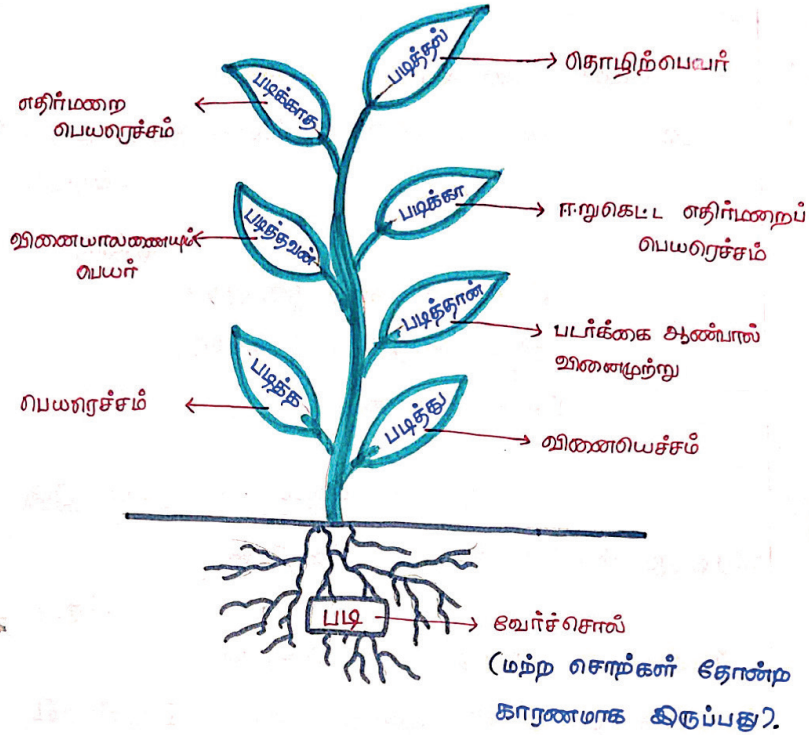 படித்தல்
தொழிற்பெயர்
படிக்காத
எதிர்மறை
பெயரெச்சம்
படிக்கா
ஈறுகெட்ட எதிர்மறைப்
பெயரெச்சம்
படித்தவன்
வினையாலணையும்
பெயர்
படித்தான்
படர்க்கை ஆண்பால்
வினைமுற்று
படித்த
பெயரெச்சம்
படித்து
வினையெச்சம்
படி
வேர்ச்சொல்
(மற்ற சொற்கள் தோன்ற
காரணமாக இருப்பது).